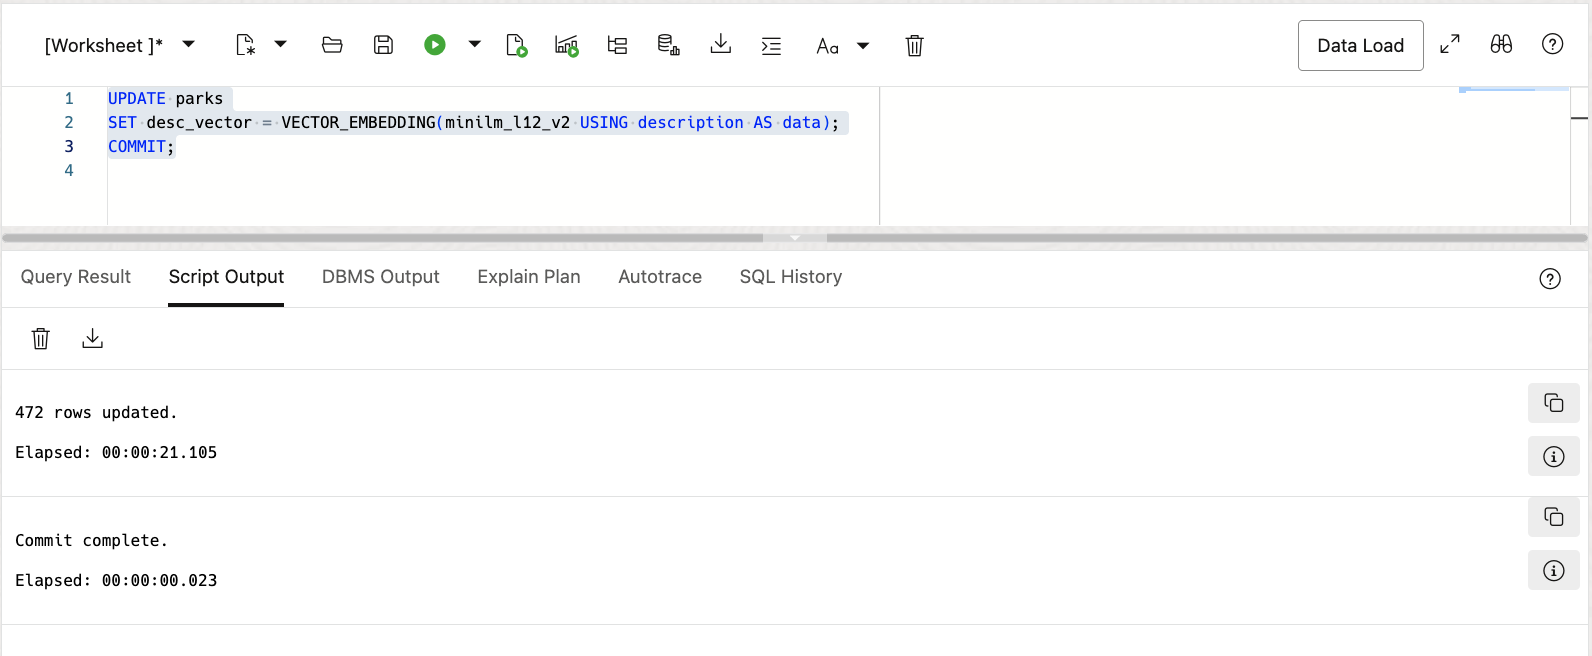 [Worksheet ]*
Aa
Data Load
1 UPDATE parks
2 SET desc_vector = VECTOR_EMBEDDING(minilm_l12_v2 USING description AS data);
3 COMMIT;
4
Query Result Script Output DBMS Output Explain Plan Autotrace SQL History
472 rows updated.
Elapsed: 00:00:21.105
Commit complete.
Elapsed: 00:00:00.023